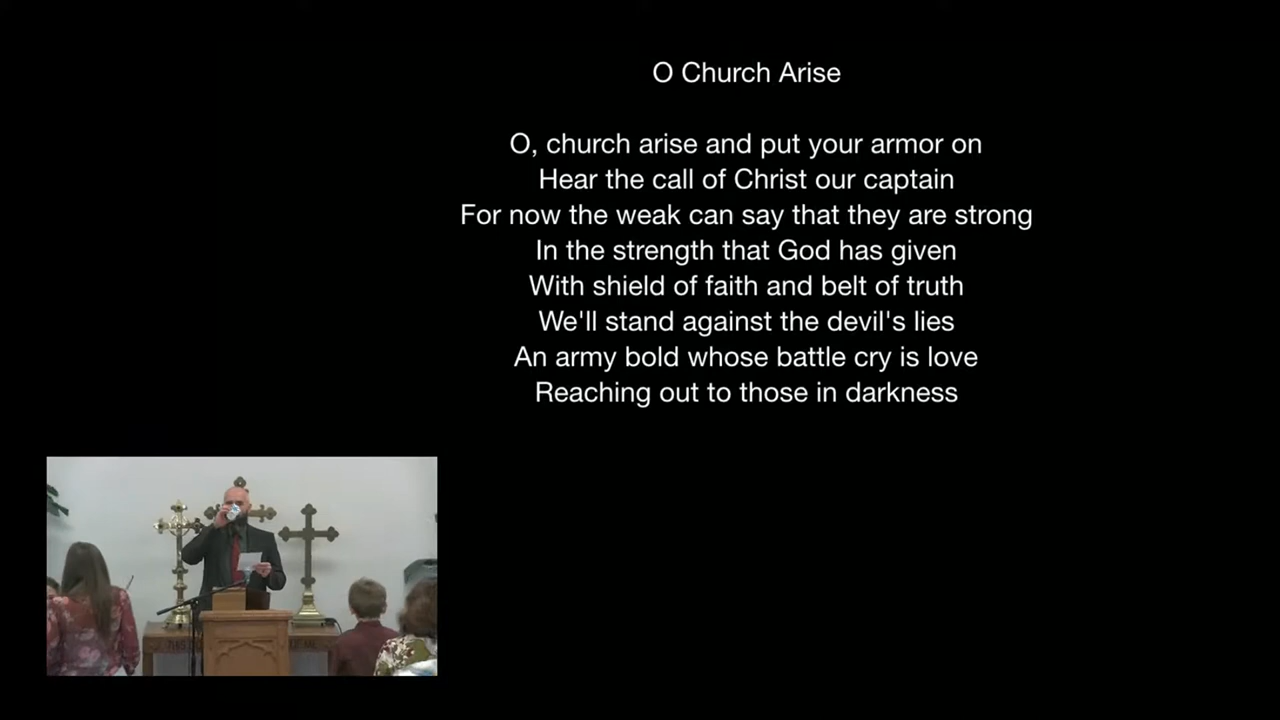 O Church Arise
O, church arise and put your armor on
Hear the call of Christ our captain
For now the weak can say that they are strong
In the strength that God has given
With shield of faith and belt of truth
We'll stand against the devil's lies
An army bold whose battle cry is love
Reaching out to those in darkness
OF ME